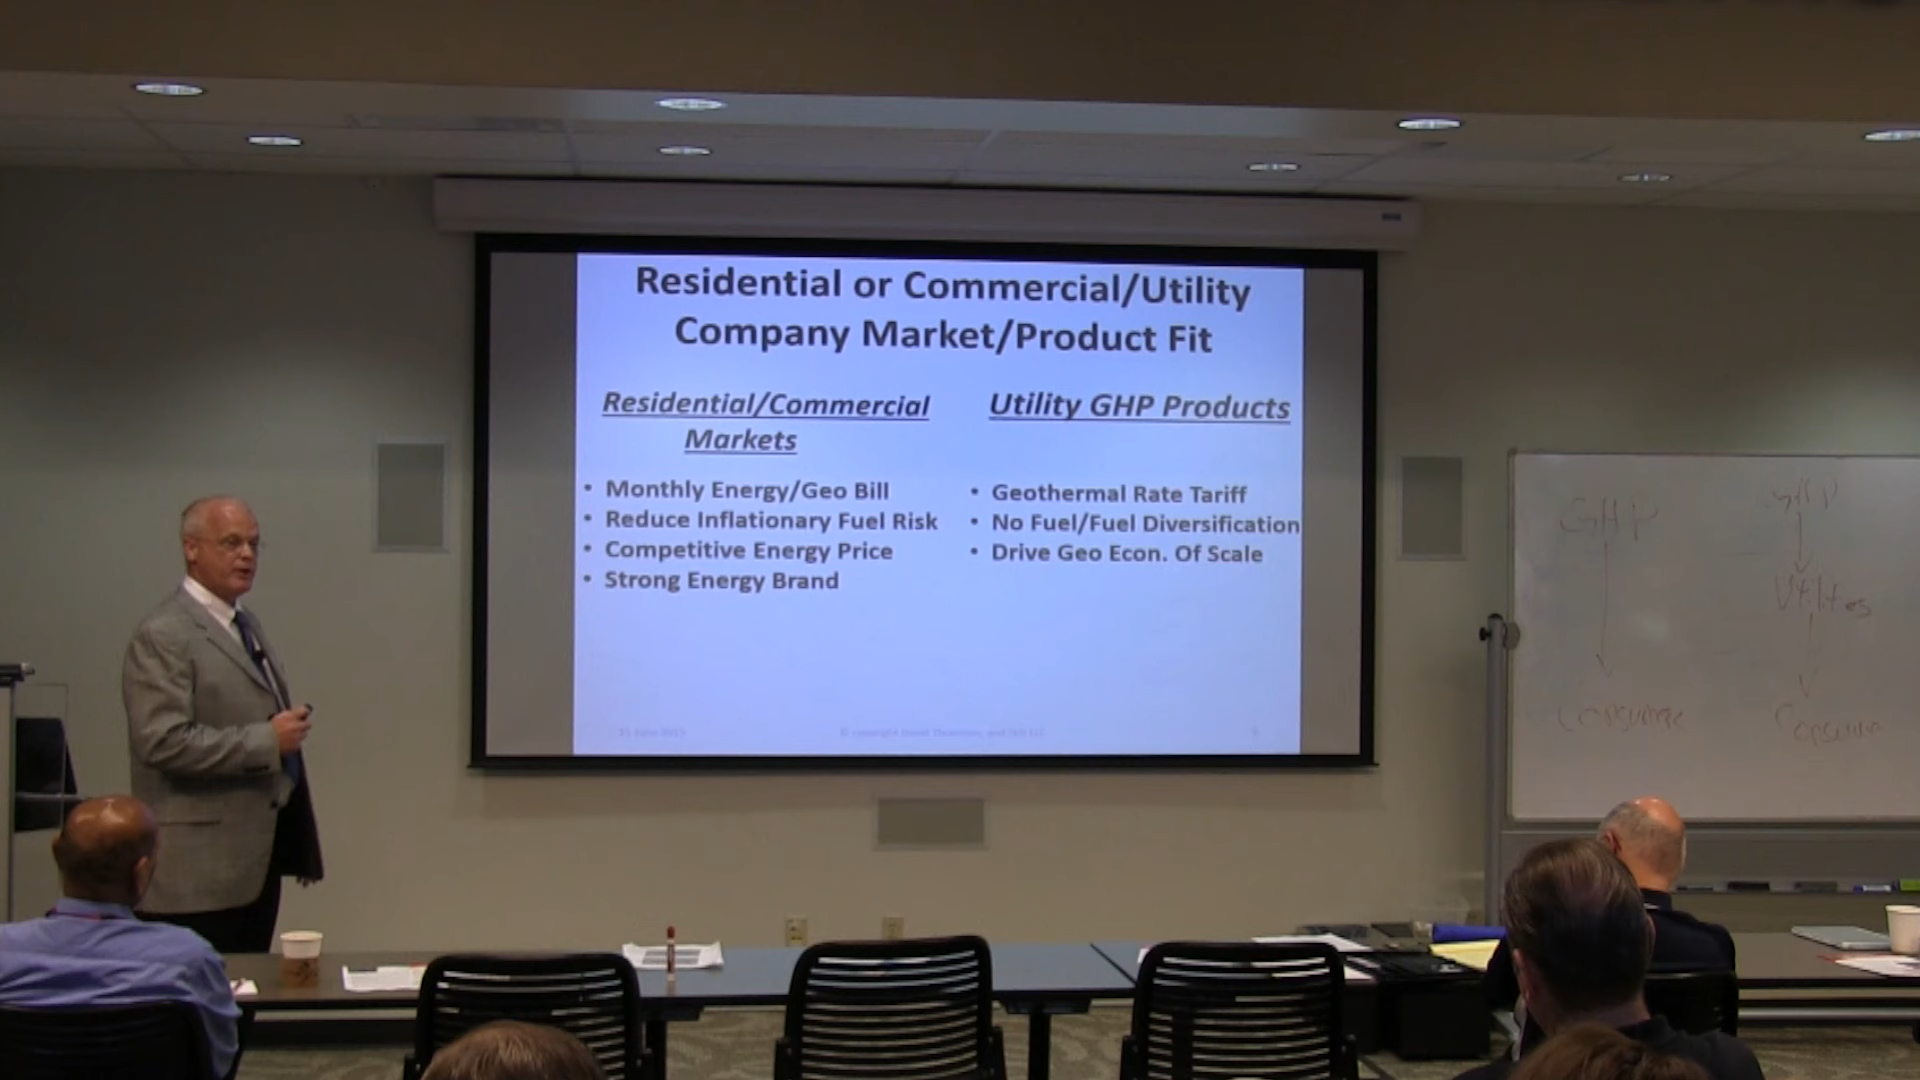 Residential or Commercial/Utility
Company Market/Product Fit
Residential/Commercial
Markets
• Monthly Energy/Geo Bill
• Reduce Inflationary Fuel Risk
• Competitive Energy Price
• Strong Energy Brand
Utility GHP Products
• Geothermal Rate Tariff
• No Fuel/Fuel Diversification
• Drive Geo Econ. Of Scale
GHP
Consumer
GHP
Utilities
Consumer